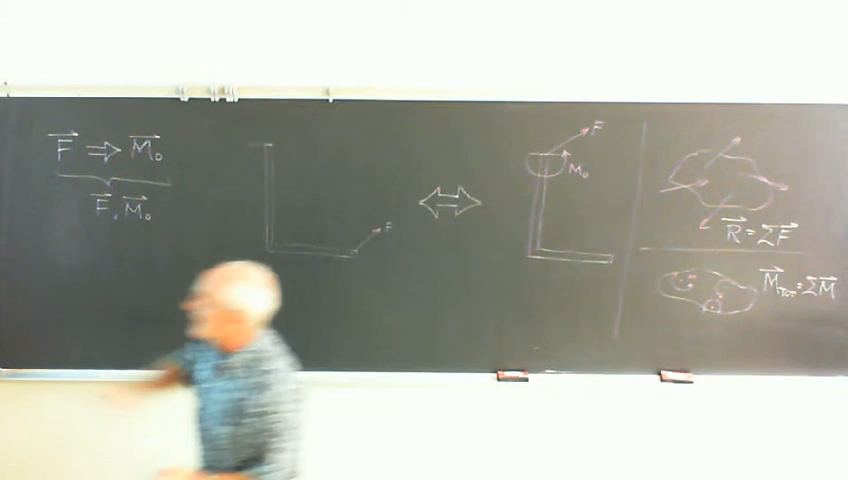 F ⇒ M₀
F, M₀
F
⇔
F
M₀
R = ΣF
M_TOT = ΣM